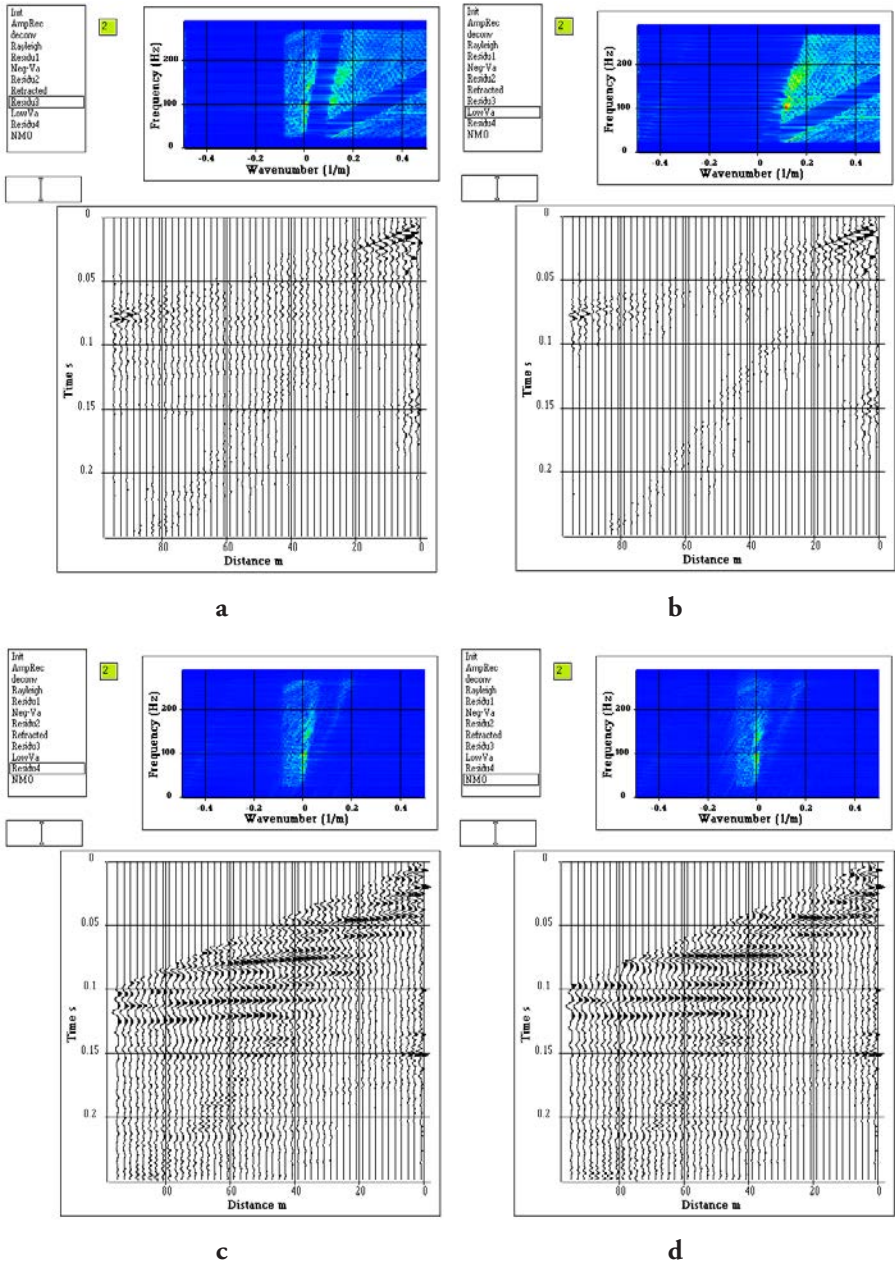 Init
AmpRec
deconv
Rayleigh
Residu1
Neg-Va
Residu2
Refracted
Residu3
LowVa
Residu4
NMO
2
Frequency (Hz)
200
100
0
-0.4 -0.2 0 0.2 0.4
Wavenumber (1/m)
Time s
0
0.05
0.1
0.15
0.2
80 60 40 20 0
Distance m
a
Init
AmpRec
deconv
Rayleigh
Residu1
Neg-Va
Residu2
Refracted
Residu3
LowVa
Residu4
NMO
2
Frequency (Hz)
200
100
0
-0.4 -0.2 0 0.2 0.4
Wavenumber (1/m)
Time s
0
0.05
0.1
0.15
0.2
80 60 40 20 0
Distance m
b
Init
AmpRec
deconv
Rayleigh
Residu1
Neg-Va
Residu2
Refracted
Residu3
LowVa
Residu4
NMO
2
Frequency (Hz)
200
100
0
-0.4 -0.2 0 0.2 0.4
Wavenumber (1/m)
Time s
0
0.05
0.1
0.15
0.2
80 60 40 20 0
Distance m
c
Init
AmpRec
deconv
Rayleigh
Residu1
Neg-Va
Residu2
Refracted
Residu3
LowVa
Residu4
NMO
2
Frequency (Hz)
200
100
0
-0.4 -0.2 0 0.2 0.4
Wavenumber (1/m)
Time s
0
0.05
0.1
0.15
0.2
80 60 40 20 0
Distance m
d